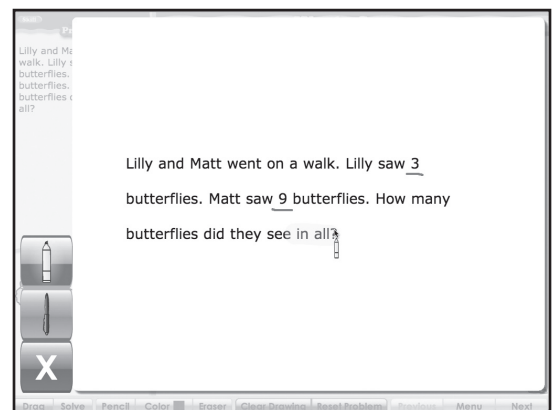 Lilly and Ma
walk. Lilly s
butterflies.
butterflies.
butterflies d
all?
Lilly and Matt went on a walk. Lilly saw 3
butterflies. Matt saw 9 butterflies. How many
butterflies did they see in all?
X
Drag Solve Pencil Color Eraser Clear Drawing Reset Problem Previous Menu Next